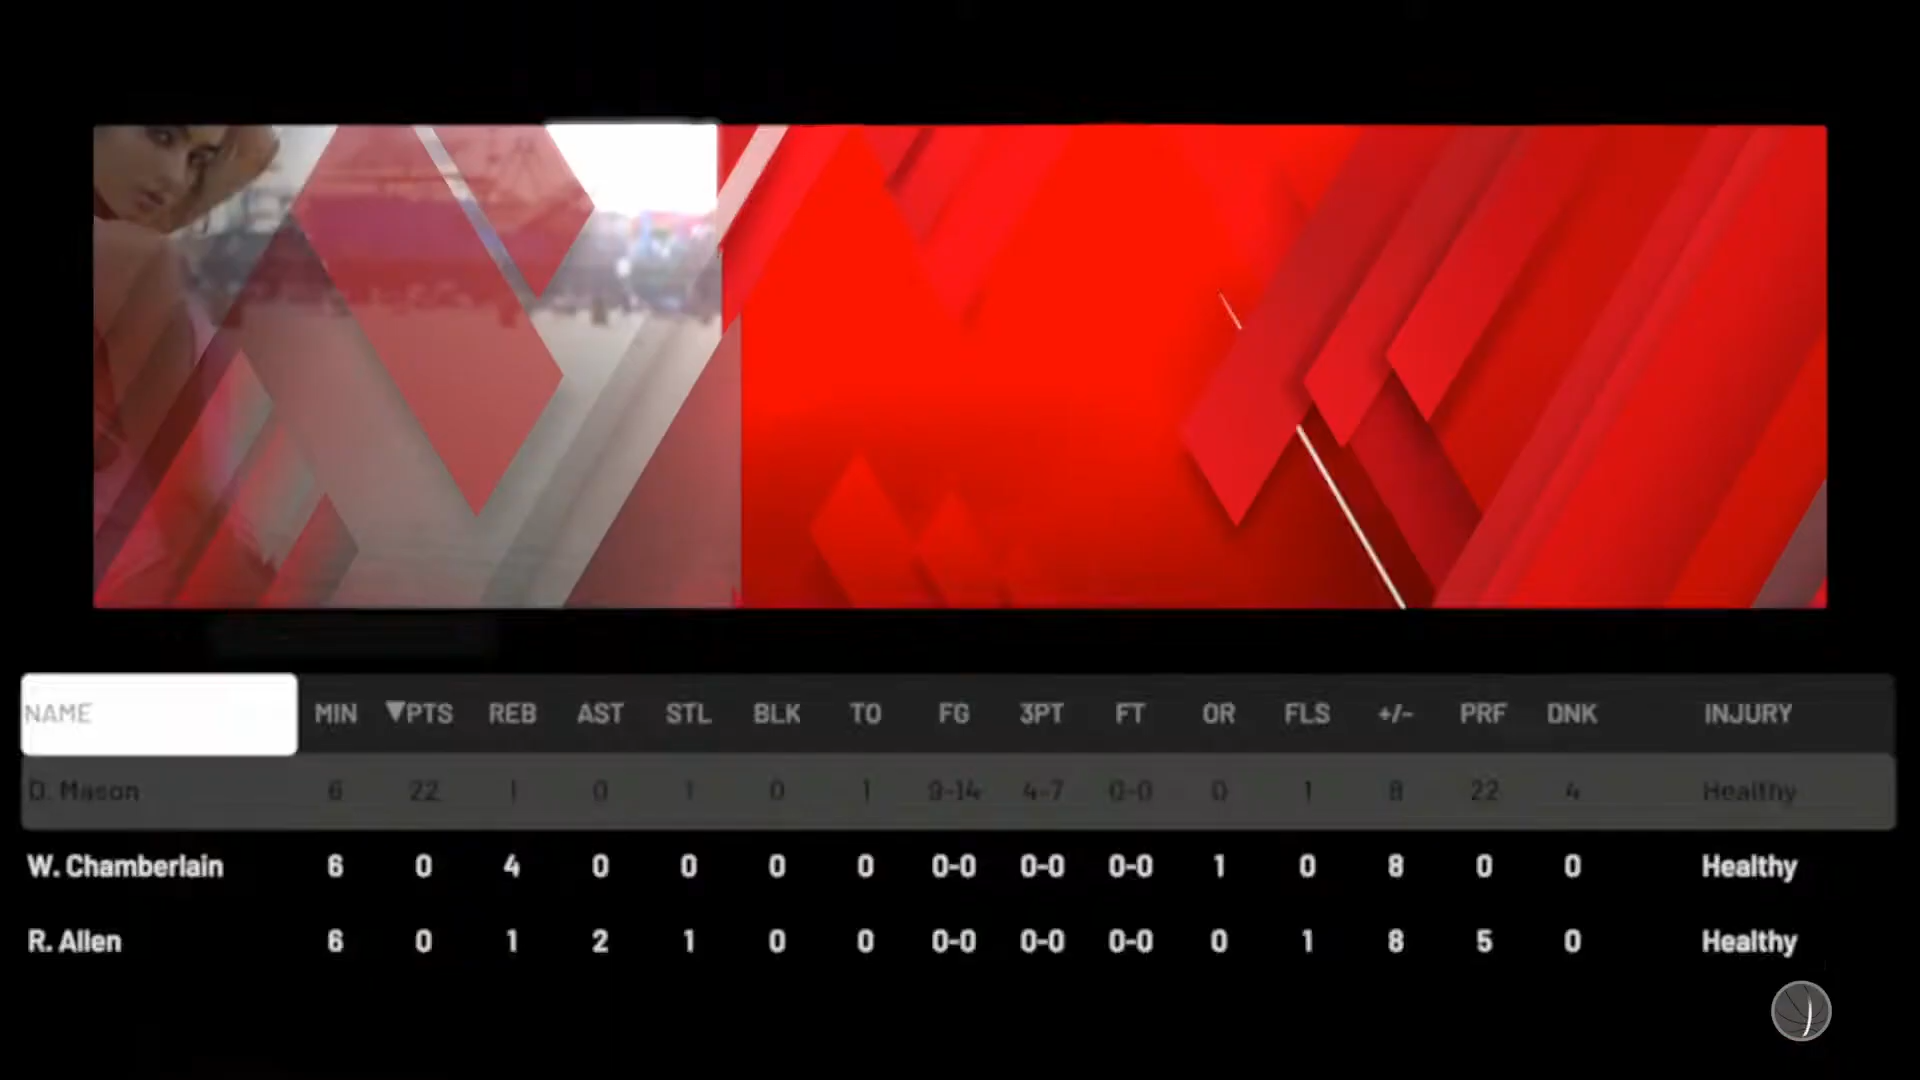 NAME MIN ▼PTS REB AST STL BLK TO FG 3PT FT OR FLS +/- PRF DNK INJURY
D. Mason 6 22 1 0 1 0 1 9-14 4-7 0-0 0 1 8 22 4 Healthy
W. Chamberlain 6 0 4 0 0 0 0 0-0 0-0 0-0 1 0 8 0 0 Healthy
R. Allen 6 0 1 2 1 0 0 0-0 0-0 0-0 0 1 8 5 0 Healthy